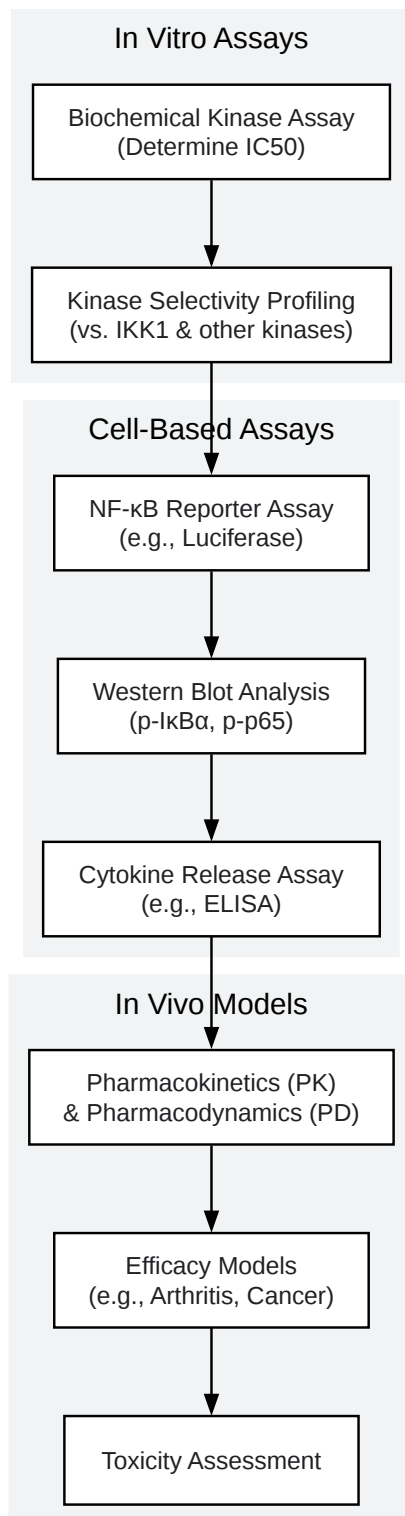 In Vitro Assays
Biochemical Kinase Assay
(Determine IC50)
Kinase Selectivity Profiling
(vs. IKK1 & other kinases)
Cell-Based Assays
NF-κB Reporter Assay
(e.g., Luciferase)
Western Blot Analysis
(p-IκBα, p-p65)
Cytokine Release Assay
(e.g., ELISA)
In Vivo Models
Pharmacokinetics (PK)
& Pharmacodynamics (PD)
Efficacy Models
(e.g., Arthritis, Cancer)
Toxicity Assessment